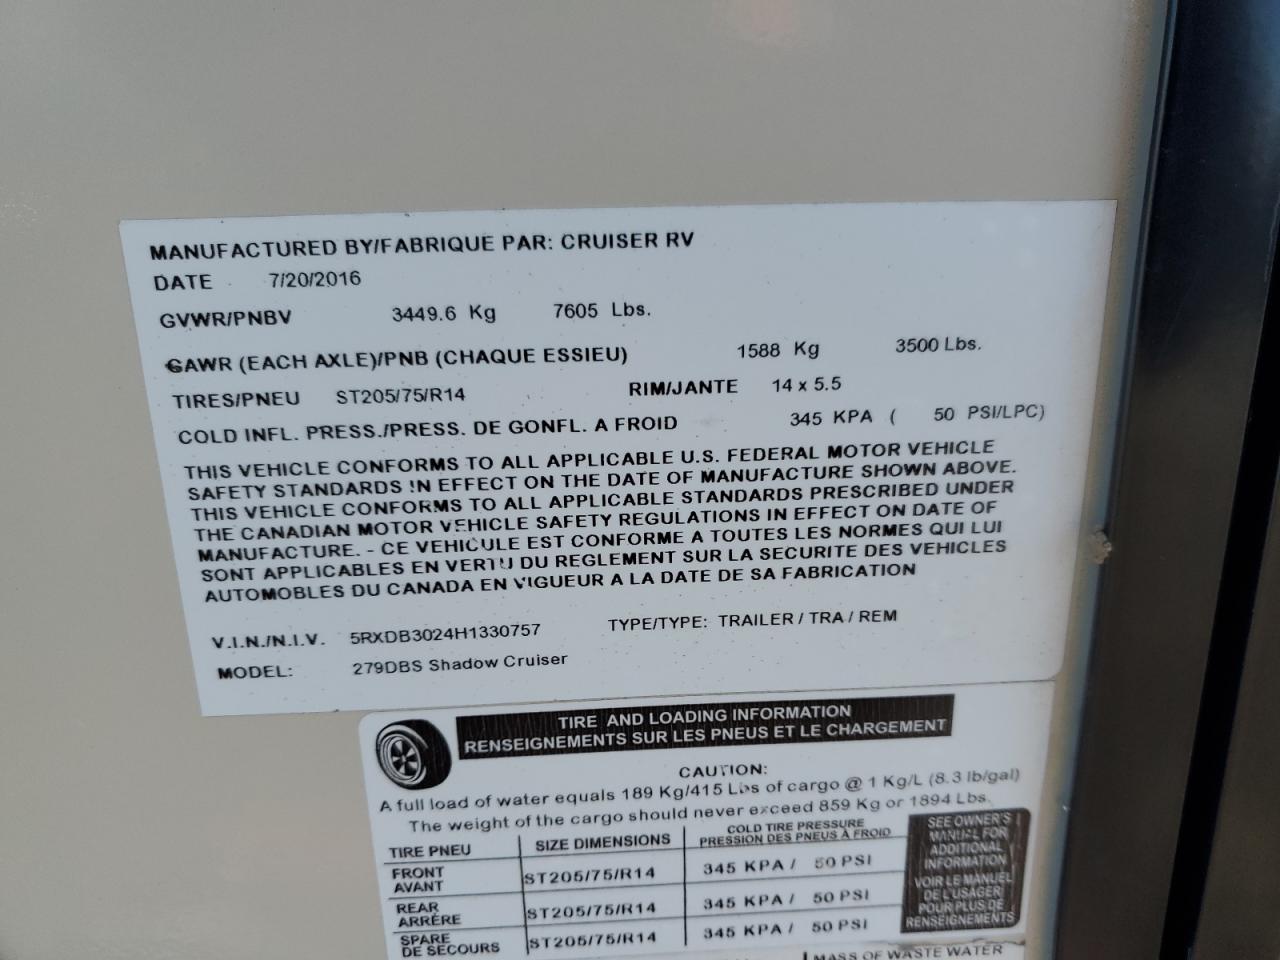 MANUFACTURED BY/FABRIQUE PAR: CRUISER RV
DATE 7/20/2016
GVWR/PNBV 3449.6 Kg 7605 Lbs.
GAWR (EACH AXLE)/PNB (CHAQUE ESSIEU) 1588 Kg 3500 Lbs.
TIRES/PNEU ST205/75/R14 RIM/JANTE 14 x 5.5
COLD INFL. PRESS./PRESS. DE GONFL. A FROID 345 KPA ( 50 PSI/LPC)
THIS VEHICLE CONFORMS TO ALL APPLICABLE U.S. FEDERAL MOTOR VEHICLE
SAFETY STANDARDS IN EFFECT ON THE DATE OF MANUFACTURE SHOWN ABOVE.
THIS VEHICLE CONFORMS TO ALL APPLICABLE STANDARDS PRESCRIBED UNDER
THE CANADIAN MOTOR VEHICLE SAFETY REGULATIONS IN EFFECT ON DATE OF
MANUFACTURE. - CE VEHICULE EST CONFORME A TOUTES LES NORMES QUI LUI
SONT APPLICABLES EN VERTU DU REGLEMENT SUR LA SECURITE DES VEHICLES
AUTOMOBILES DU CANADA EN VIGUEUR A LA DATE DE SA FABRICATION
V.I.N./N.I.V. 5RXDB3024H1330757 TYPE/TYPE: TRAILER / TRA / REM
MODEL: 279DBS Shadow Cruiser
TIRE AND LOADING INFORMATION
RENSEIGNEMENTS SUR LES PNEUS ET LE CHARGEMENT
CAUTION:
A full load of water equals 189 Kg/415 Lbs of cargo @ 1 Kg/L (8.3 lb/gal)
The weight of the cargo should never exceed 859 Kg or 1894 Lbs.
TIRE PNEU SIZE DIMENSIONS COLD TIRE PRESSURE
PRESSION DES PNEUS À FROID
FRONT
AVANT ST205/75/R14 345 KPA / 50 PSI
REAR
ARRÈRE ST205/75/R14 345 KPA / 50 PSI
SPARE
DE SECOURS ST205/75/R14 345 KPA / 50 PSI
SEE OWNER'S
MANUAL FOR
ADDITIONAL
INFORMATION
VOIR LE MANUEL
DE L'USAGER
POUR PLUS DE
RENSEIGNEMENTS
MASS OF WASTE WATER